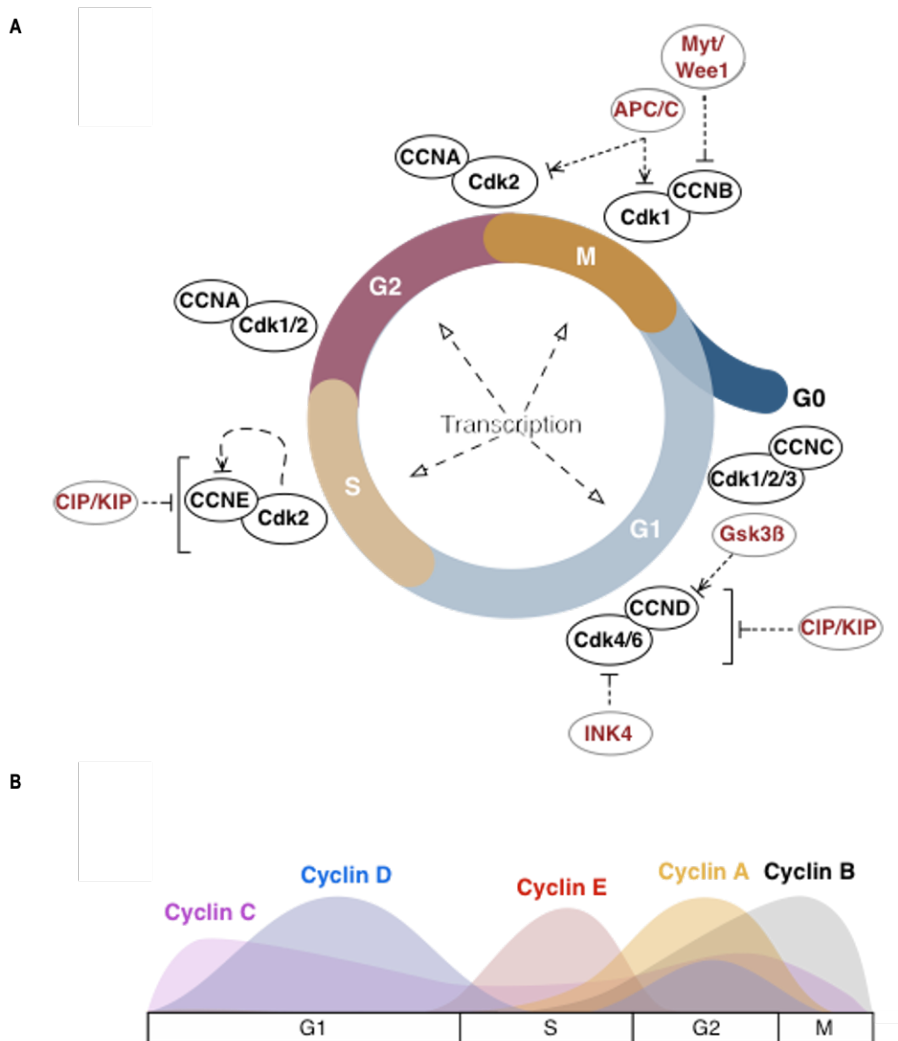 A
Myt/
Wee1
APC/C
CCNA
Cdk2
CCNB
Cdk1
M
G2
CCNA
Cdk1/2
G0
Transcription
CCNC
Cdk1/2/3
S
CIP/KIP
CCNE
Cdk2
G1
Gsk3ß
CCND
Cdk4/6
CIP/KIP
INK4
B
Cyclin D
Cyclin A
Cyclin B
Cyclin E
Cyclin C
G1
S
G2
M